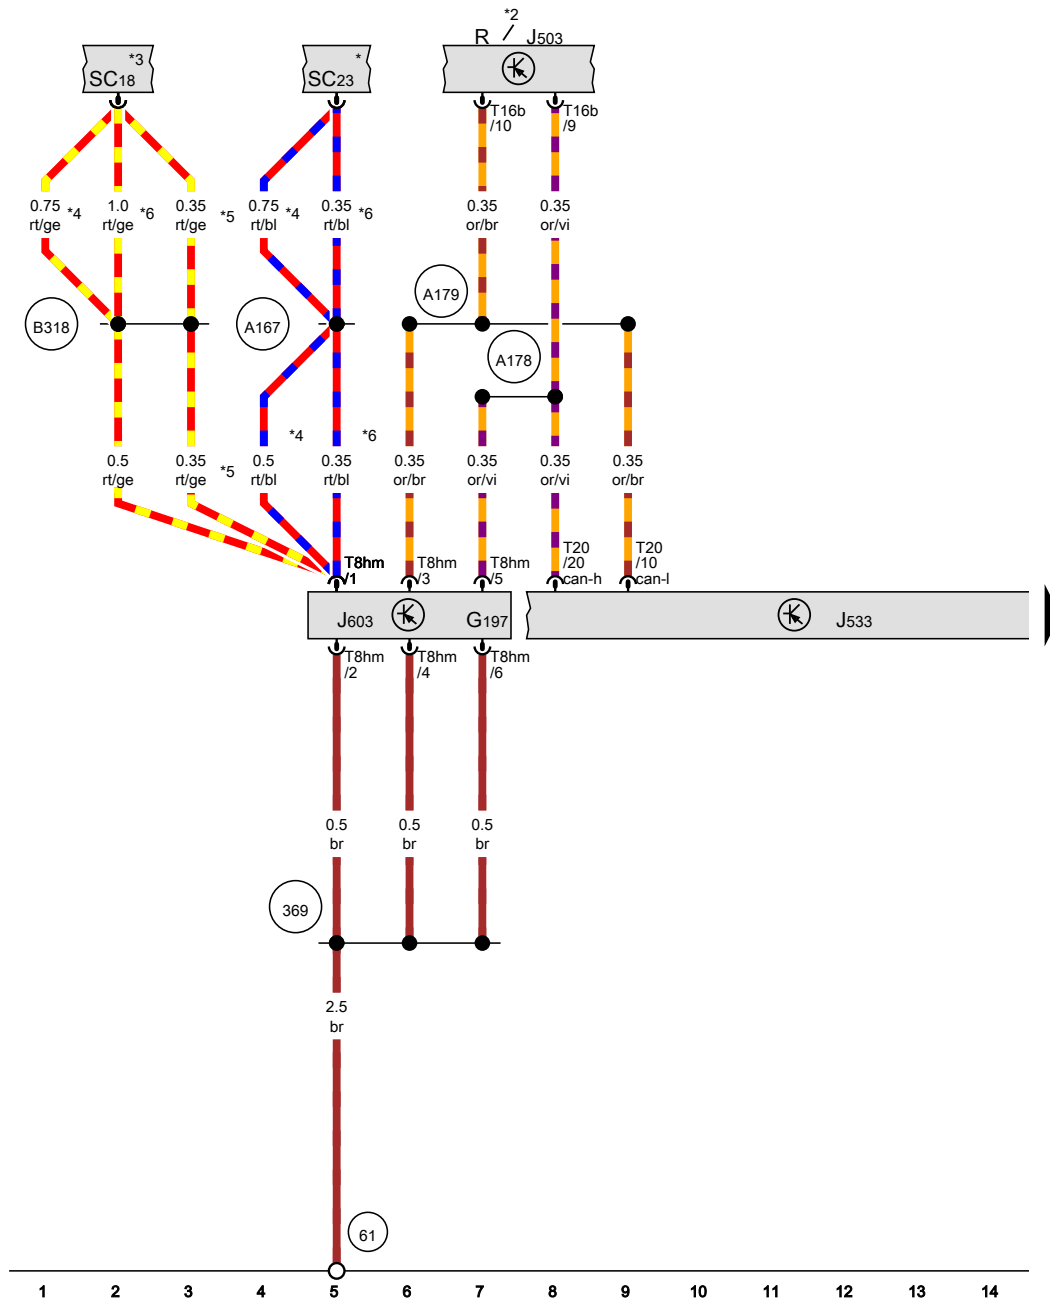 *2
R J503
*3
SC18
*
SC23
T16b
/10
T16b
/9
0.75
rt/ge
*4
1.0
rt/ge
*6
0.35
rt/ge
*5
0.75
rt/bl
*4
0.35
rt/bl
*6
0.35
or/br
0.35
or/vi
A179
B318
A167
A178
*4
*6
0.5
rt/ge
0.35
rt/ge
*5
0.5
rt/bl
0.35
rt/bl
0.35
or/br
0.35
or/vi
0.35
or/vi
0.35
or/br
T8hm
/1
T8hm
/3
T8hm
/5
T20
/20
can-h
T20
/10
can-l
J603
G197
J533
T8hm
/2
T8hm
/4
T8hm
/6
0.5
br
0.5
br
0.5
br
369
2.5
br
61
1 2 3 4 5 6 7 8 9 10 11 12 13 14